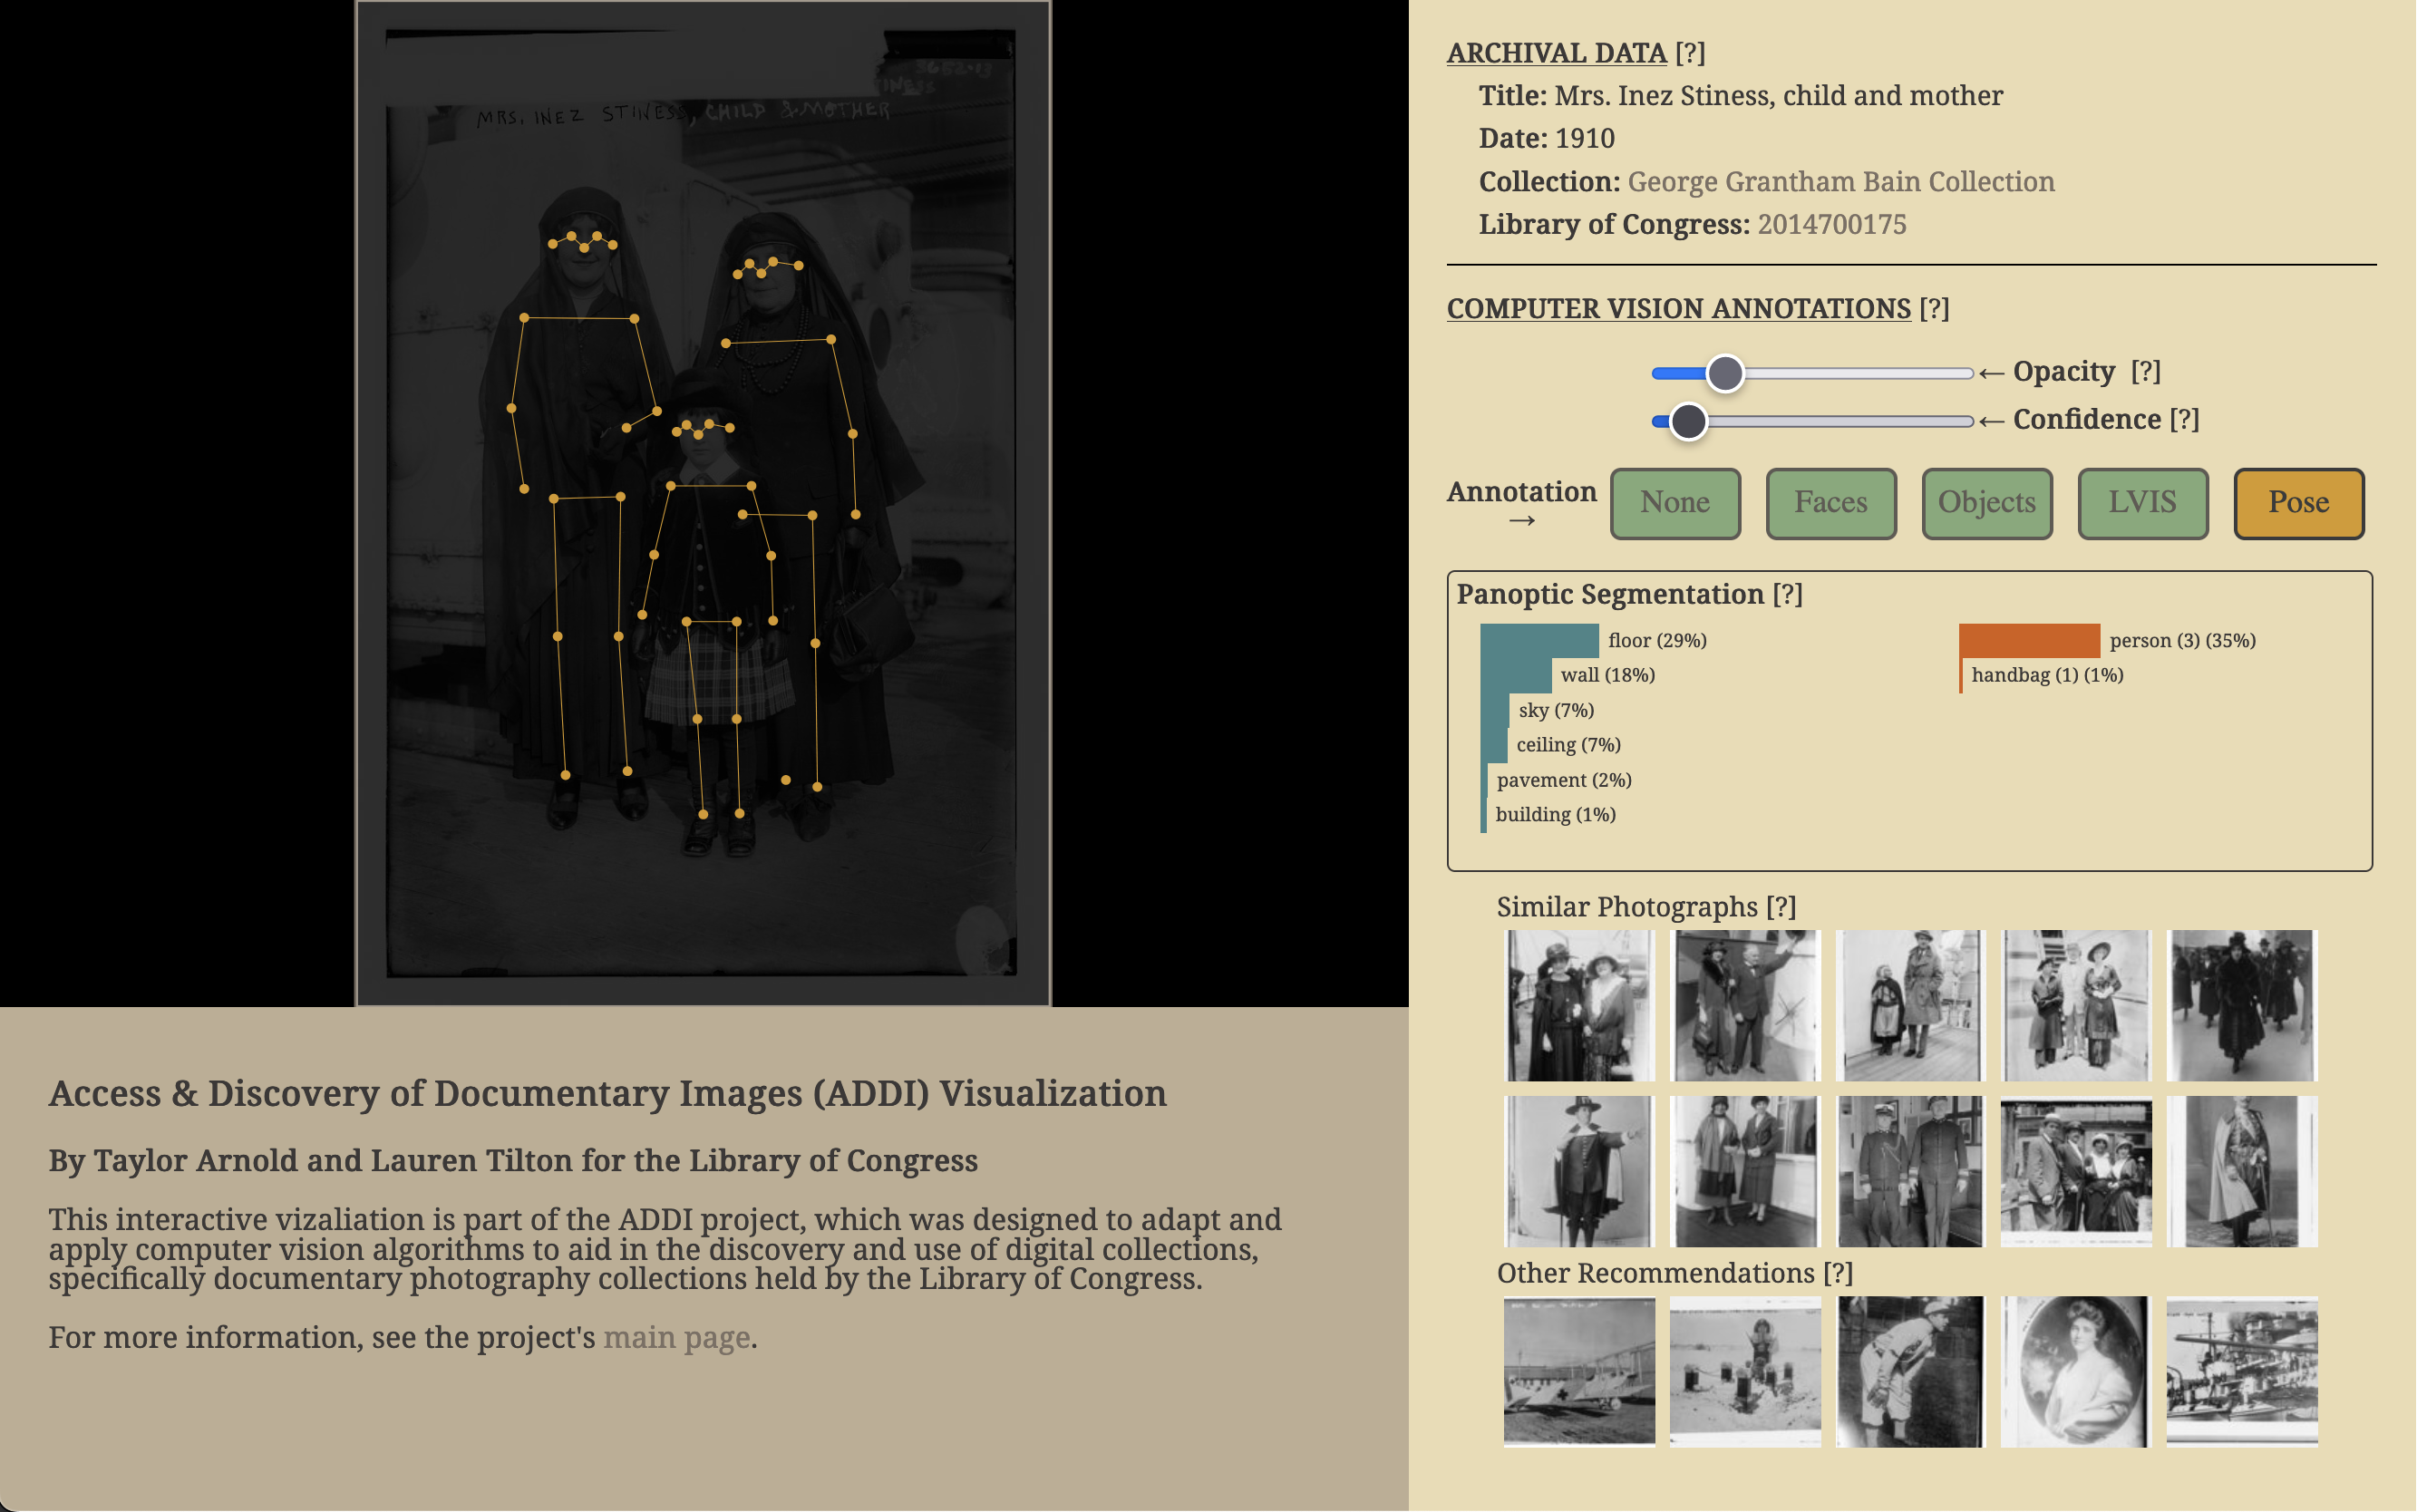 3652-13
INESS
MRS. INEZ STINESS, CHILD & MOTHER
Access & Discovery of Documentary Images (ADDI) Visualization
By Taylor Arnold and Lauren Tilton for the Library of Congress
This interactive vizaliation is part of the ADDI project, which was designed to adapt and
apply computer vision algorithms to aid in the discovery and use of digital collections,
specifically documentary photography collections held by the Library of Congress.
For more information, see the project's main page.
ARCHIVAL DATA [?]
Title: Mrs. Inez Stiness, child and mother
Date: 1910
Collection: George Grantham Bain Collection
Library of Congress: 2014700175
COMPUTER VISION ANNOTATIONS [?]
← Opacity [?]
← Confidence [?]
Annotation → None Faces Objects LVIS Pose
Panoptic Segmentation [?]
floor (29%)
wall (18%)
sky (7%)
ceiling (7%)
pavement (2%)
building (1%)
person (3) (35%)
handbag (1) (1%)
Similar Photographs [?]
Other Recommendations [?]